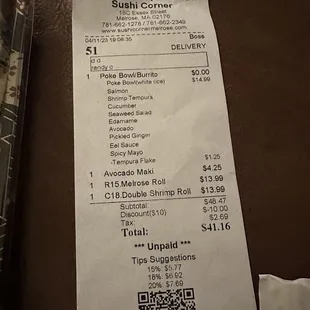 Sushi Corner
18C Essex Street
Melrose, MA 02176
781-662-1276 / 781-662-2349
www.sushicornermelrose.com
04/11/23 19:08:35 Boss
51 DELIVERY
d d
randy c
1 Poke Bowl/Burrito $0.00
Poke Bowl(white rice) $14.99
Salmon
Shrimp Tempura
Cucumber
Seaweed Salad
Edamame
Avocado
Pickled Ginger
Eel Sauce
Spicy Mayo
-Tempura Flake $1.25
1 Avocado Maki $4.25
1 R15.Melrose Roll $13.99
1 C18.Double Shrimp Roll $13.99
Subtotal: $48.47
Discount($10) $-10.00
Tax: $2.69
Total: $41.16
*** Unpaid ***
Tips Suggestions
15%: $5.77
18%: $6.92
20%: $7.69